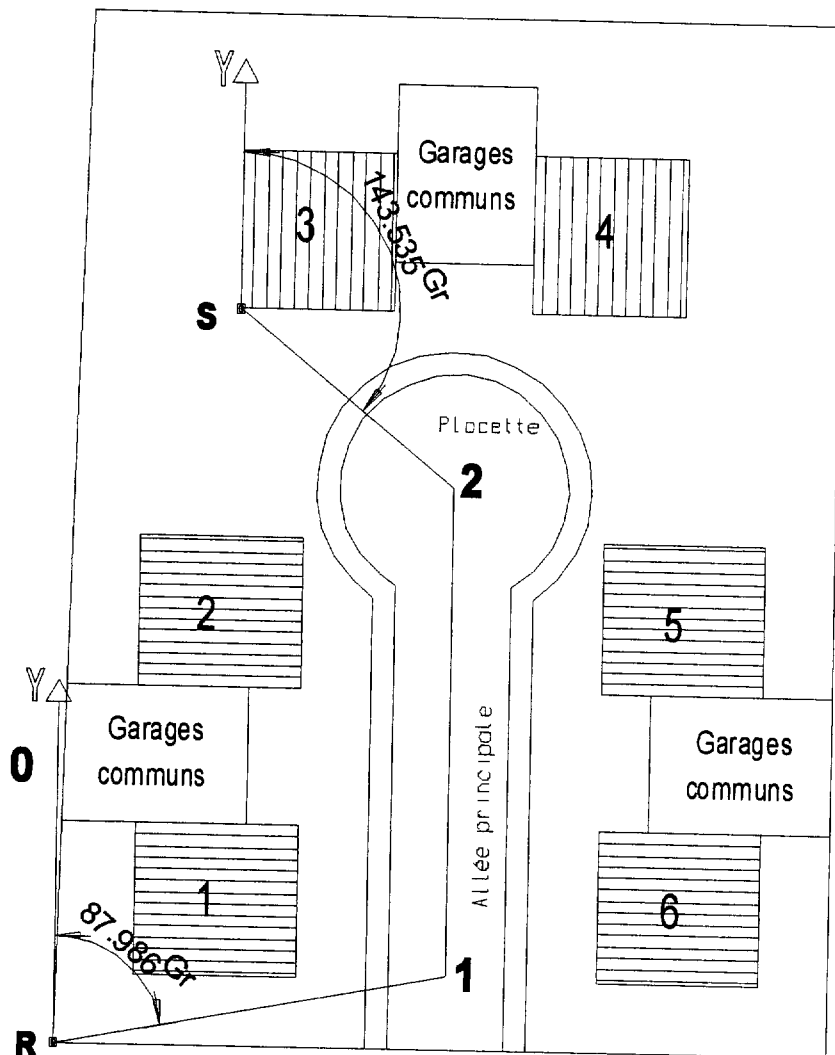 Y
Garages
communs
3
143.535 Gr
4
S
Placette
2
2
5
Y
0
Garages
communs
Allée principale
Garages
communs
1
6
87.986 Gr
1
R